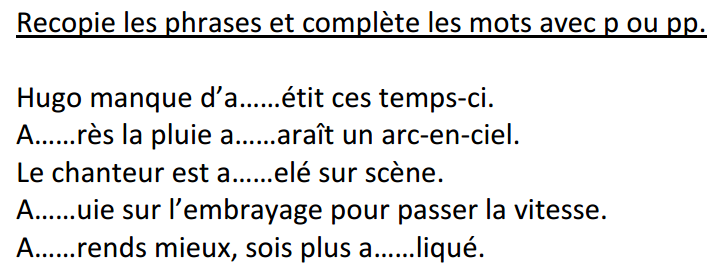 Recopie les phrases et complète les mots avec p ou pp.
Hugo manque d’a……étit ces temps-ci.
A……rès la pluie a……araît un arc-en-ciel.
Le chanteur est a……elé sur scène.
A……uie sur l’embrayage pour passer la vitesse.
A……rends mieux, sois plus a……liqué.